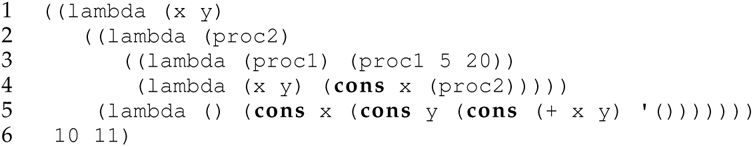 1 ((lambda (x y)
2 ((lambda (proc2)
3 ((lambda (proc1) (proc1 5 20))
4 (lambda (x y) (cons x (proc2)))))
5 (lambda () (cons x (cons y (cons (+ x y) '()))))))
6 10 11)